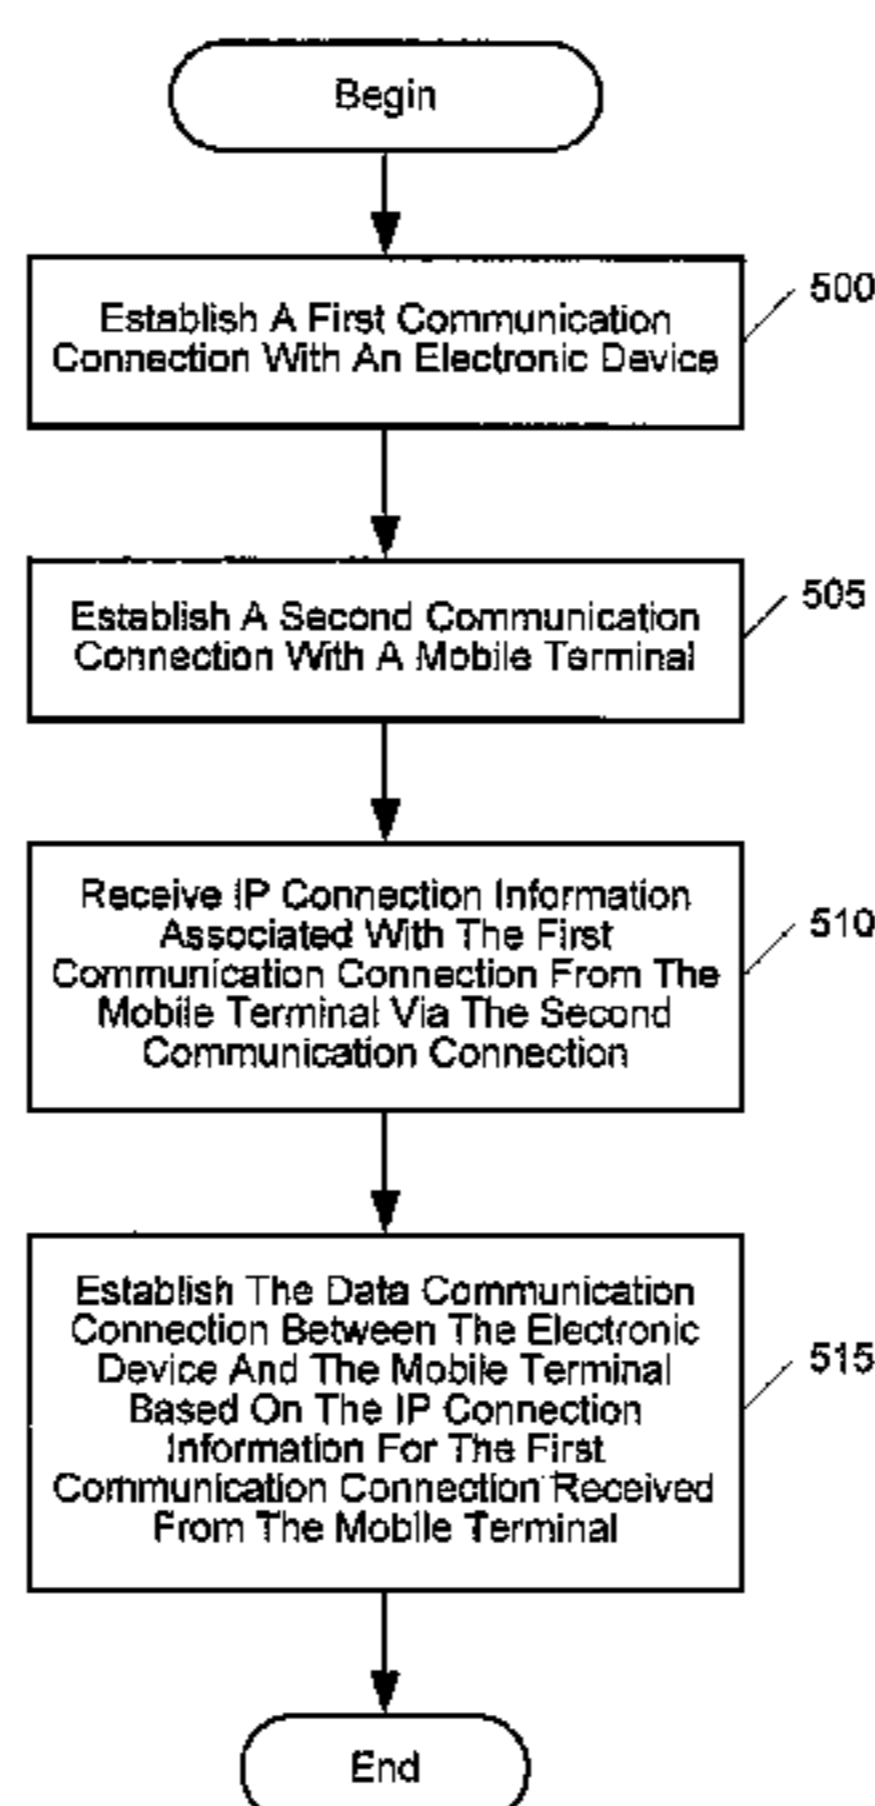 Begin
500
Establish A First Communication
Connection With An Electronic Device
505
Establish A Second Communication
Connection With A Mobile Terminal
510
Receive IP Connection Information
Associated With The First
Communication Connection From The
Mobile Terminal Via The Second
Communication Connection
515
Establish The Data Communication
Connection Between The Electronic
Device And The Mobile Terminal
Based On The IP Connection
Information For The First
Communication Connection Received
From The Mobile Terminal
End